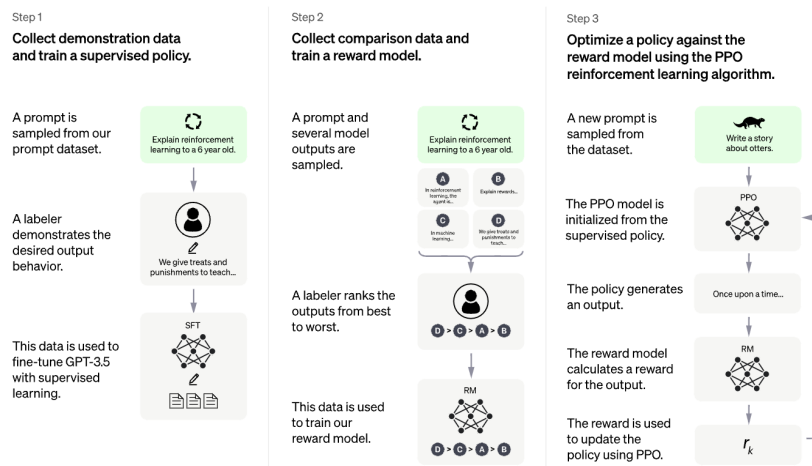 Step 1
Collect demonstration data
and train a supervised policy.
A prompt is
sampled from our
prompt dataset.
Explain reinforcement
learning to a 6 year old.
A labeler
demonstrates the
desired output
behavior.
We give treats and
punishments to teach...
This data is used to
fine-tune GPT-3.5
with supervised
learning.
SFT
Step 2
Collect comparison data and
train a reward model.
A prompt and
several model
outputs are
sampled.
Explain reinforcement
learning to a 6 year old.
A
In reinforcement
learning, the
agent is...
B
Explain rewards...
C
In machine
learning...
D
We give treats and
punishments to
teach...
A labeler ranks the
outputs from best
to worst.
D > C > A > B
This data is used
to train our
reward model.
RM
D > C > A > B
Step 3
Optimize a policy against the
reward model using the PPO
reinforcement learning algorithm.
A new prompt is
sampled from
the dataset.
Write a story
about otters.
The PPO model is
initialized from the
supervised policy.
PPO
The policy generates
an output.
Once upon a time...
The reward model
calculates a reward
for the output.
RM
The reward is used
to update the
policy using PPO.
r_k